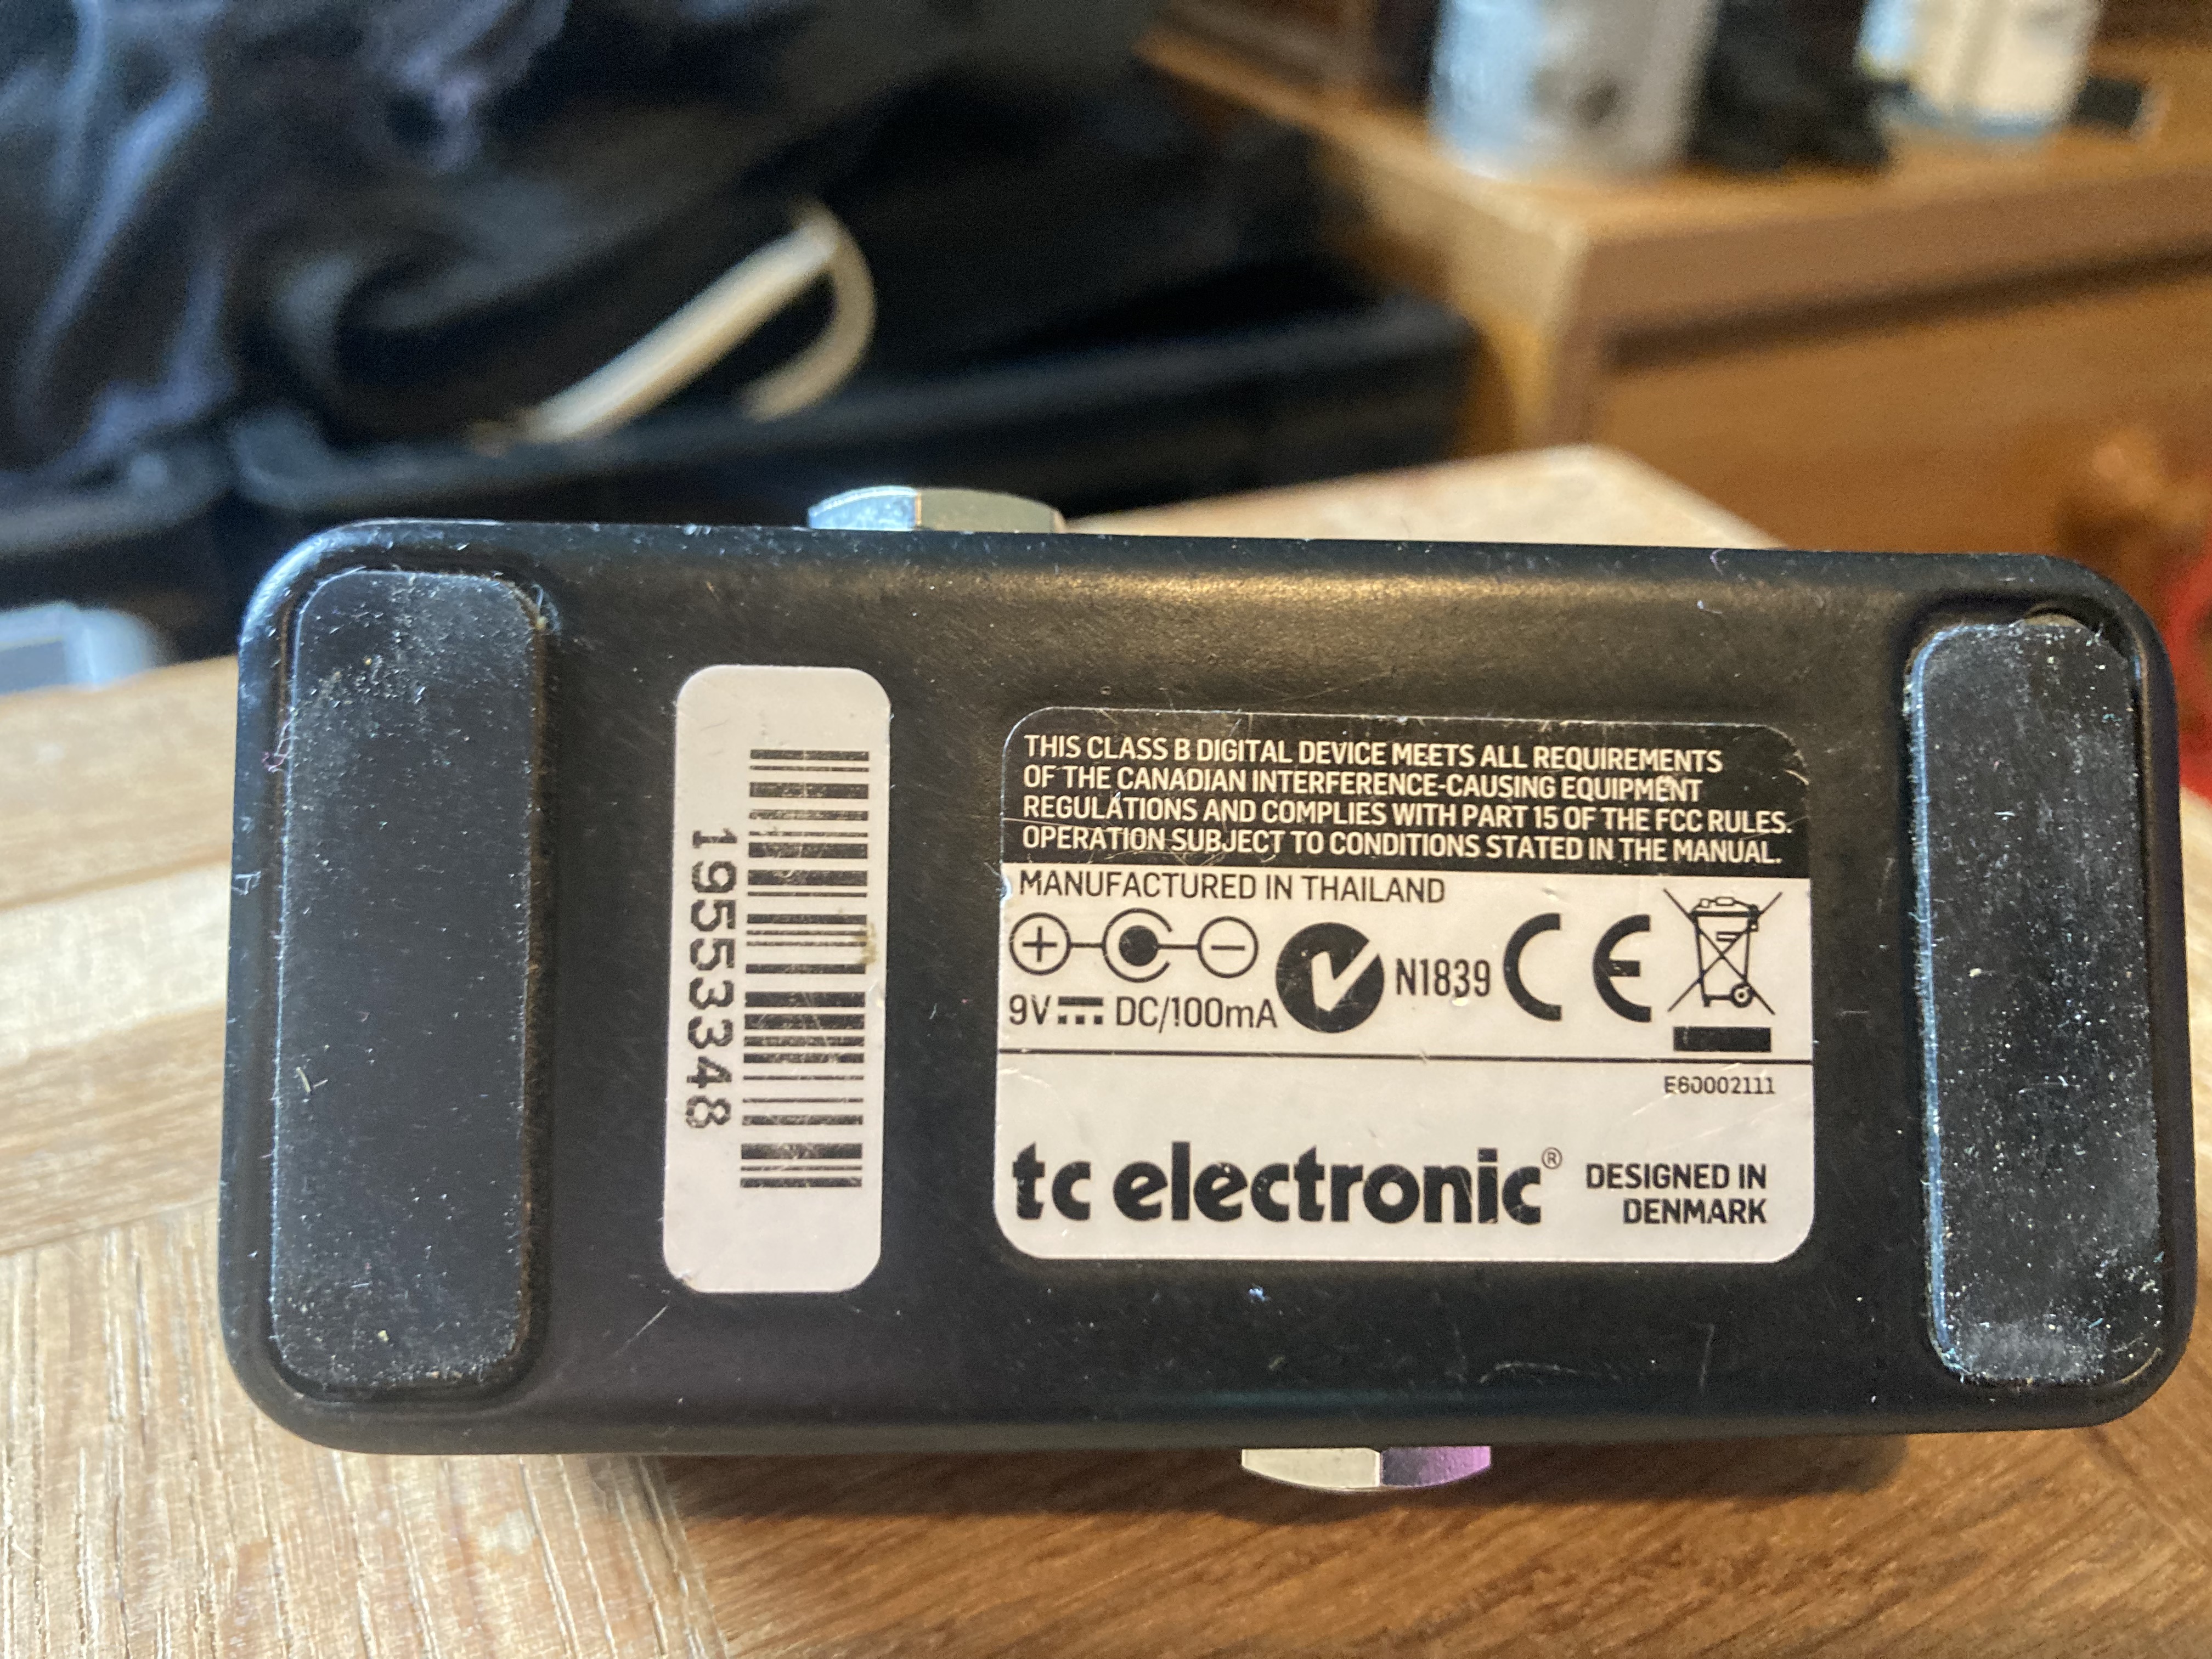 19553348
THIS CLASS B DIGITAL DEVICE MEETS ALL REQUIREMENTS
OF THE CANADIAN INTERFERENCE-CAUSING EQUIPMENT
REGULATIONS AND COMPLIES WITH PART 15 OF THE FCC RULES.
OPERATION SUBJECT TO CONDITIONS STATED IN THE MANUAL.
MANUFACTURED IN THAILAND
9V⎓ DC/100mA N1839 CE
E60002111
tc electronic® DESIGNED IN
DENMARK